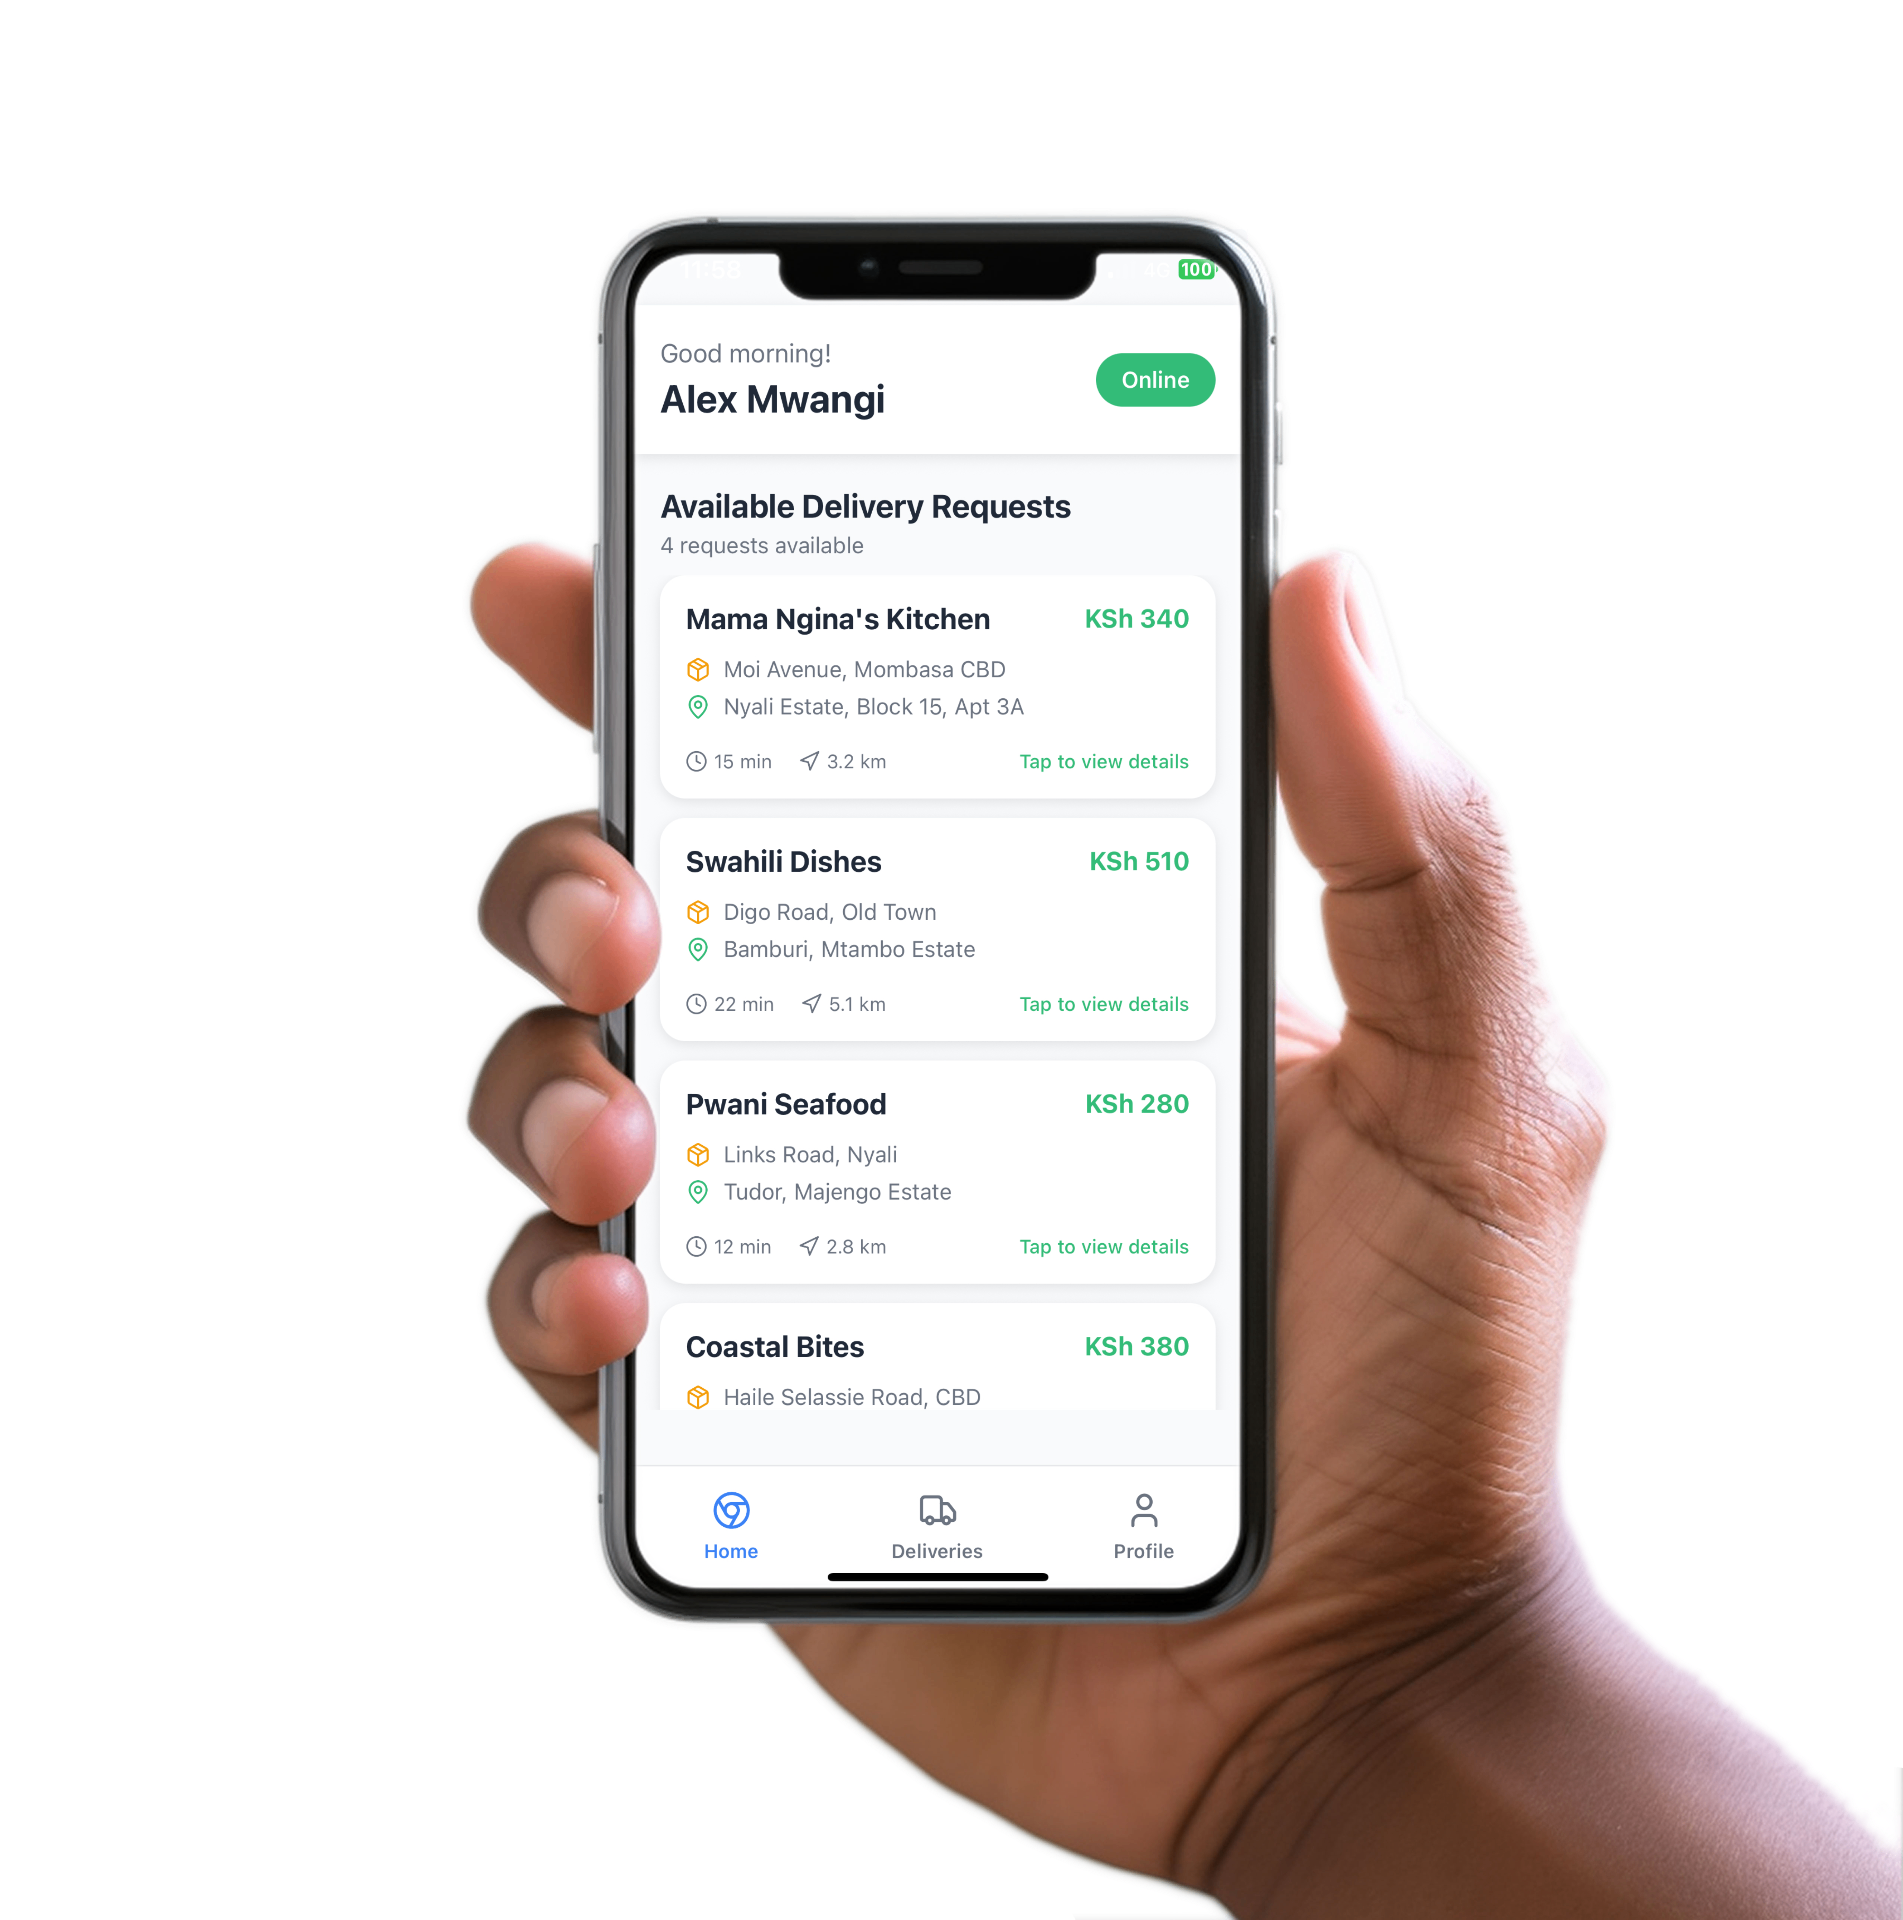 11:58 4G 100
Good morning!
Alex Mwangi
Online
Available Delivery Requests
4 requests available
Mama Ngina's Kitchen KSh 340
Moi Avenue, Mombasa CBD
Nyali Estate, Block 15, Apt 3A
15 min 3.2 km Tap to view details
Swahili Dishes KSh 510
Digo Road, Old Town
Bamburi, Mtambo Estate
22 min 5.1 km Tap to view details
Pwani Seafood KSh 280
Links Road, Nyali
Tudor, Majengo Estate
12 min 2.8 km Tap to view details
Coastal Bites KSh 380
Haile Selassie Road, CBD
Home Deliveries Profile